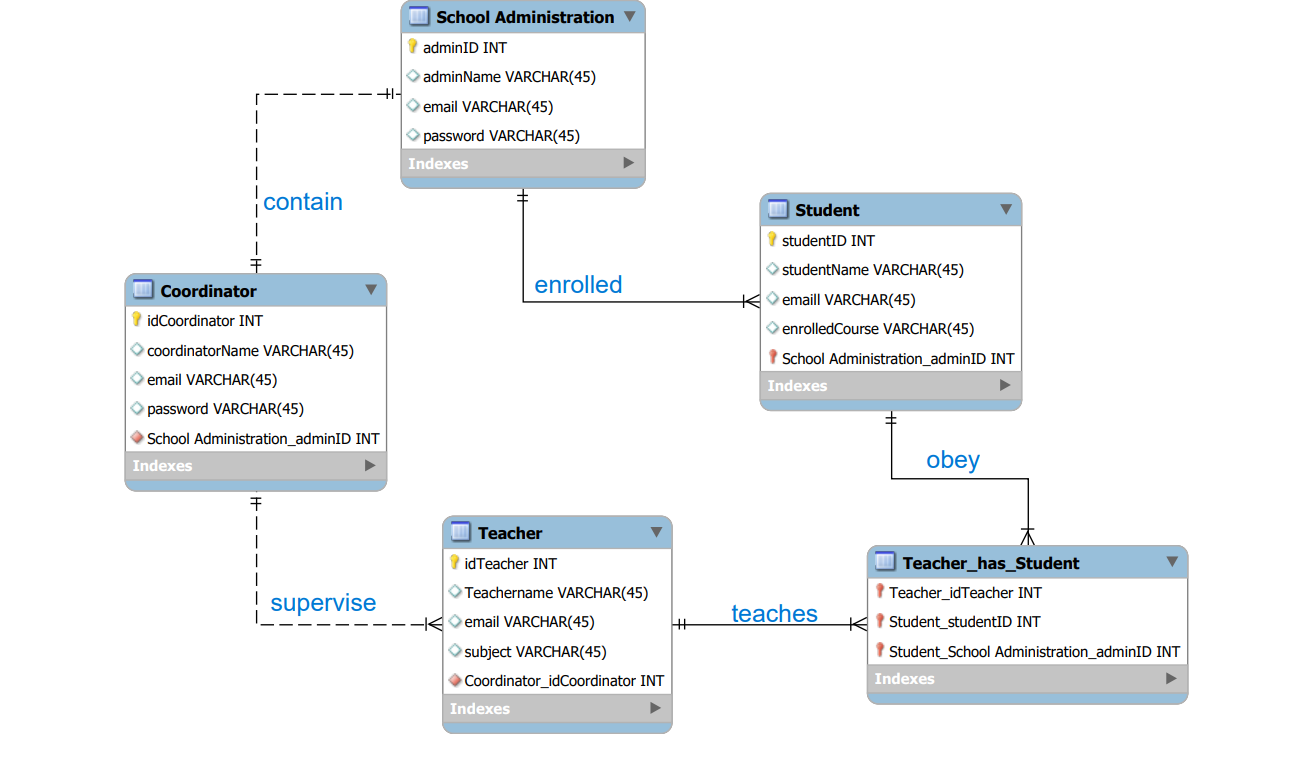 School Administration
adminID INT
adminName VARCHAR(45)
email VARCHAR(45)
password VARCHAR(45)
Indexes
contain
enrolled
Student
studentID INT
studentName VARCHAR(45)
emaill VARCHAR(45)
enrolledCourse VARCHAR(45)
School Administration_adminID INT
Indexes
Coordinator
idCoordinator INT
coordinatorName VARCHAR(45)
email VARCHAR(45)
password VARCHAR(45)
School Administration_adminID INT
Indexes
obey
supervise
Teacher
idTeacher INT
Teachername VARCHAR(45)
email VARCHAR(45)
subject VARCHAR(45)
Coordinator_idCoordinator INT
Indexes
teaches
Teacher_has_Student
Teacher_idTeacher INT
Student_studentID INT
Student_School Administration_adminID INT
Indexes